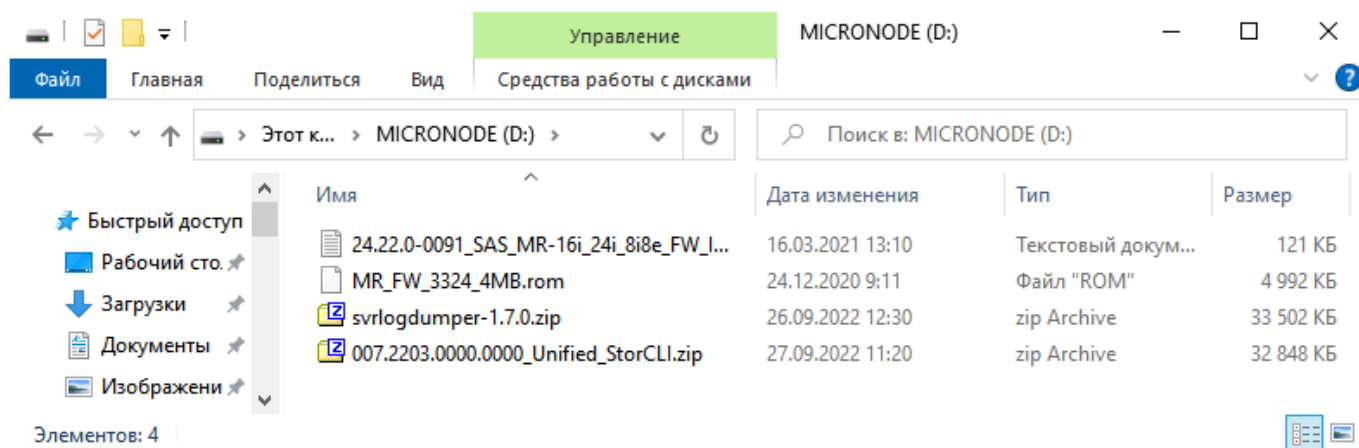 Управление
MICRONODE (D:)
Файл Главная Поделиться Вид Средства работы с дисками
Этот к... MICRONODE (D:) Поиск в: MICRONODE (D:)
Имя Дата изменения Тип Размер
Быстрый доступ
Рабочий сто.
Загрузки
Документы
Изображени
24.22.0-0091_SAS_MR-16i_24i_8i8e_FW_I... 16.03.2021 13:10 Текстовый докум... 121 КБ
MR_FW_3324_4MB.rom 24.12.2020 9:11 Файл "ROM" 4 992 КБ
svrlogdumper-1.7.0.zip 26.09.2022 12:30 zip Archive 33 502 КБ
007.2203.0000.0000_Unified_StorCLI.zip 27.09.2022 11:20 zip Archive 32 848 КБ
Элементов: 4